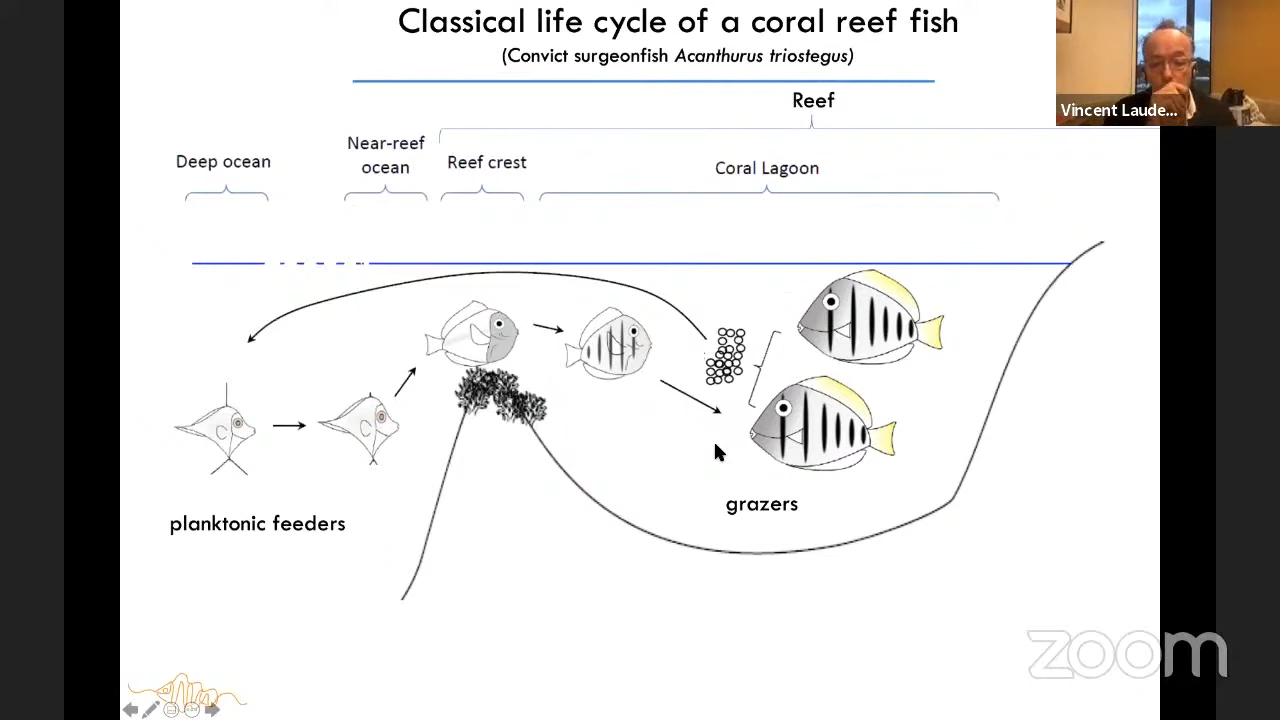 Classical life cycle of a coral reef fish
(Convict surgeonfish Acanthurus triostegus)
Vincent Laude...
Reef
Deep ocean
Near-reef
ocean
Reef crest
Coral Lagoon
grazers
planktonic feeders
zoom